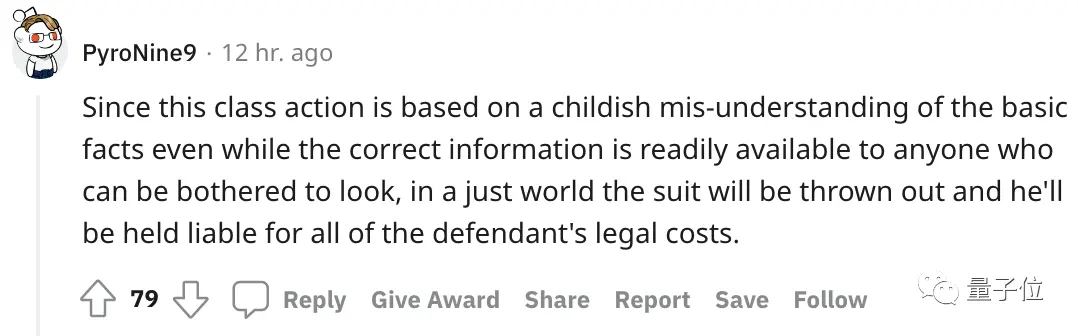 PyroNine9 · 12 hr. ago
Since this class action is based on a childish mis-understanding of the basic
facts even while the correct information is readily available to anyone who
can be bothered to look, in a just world the suit will be thrown out and he'll
be held liable for all of the defendant's legal costs.
79 Reply Give Award Share Report Save Follow
量子位